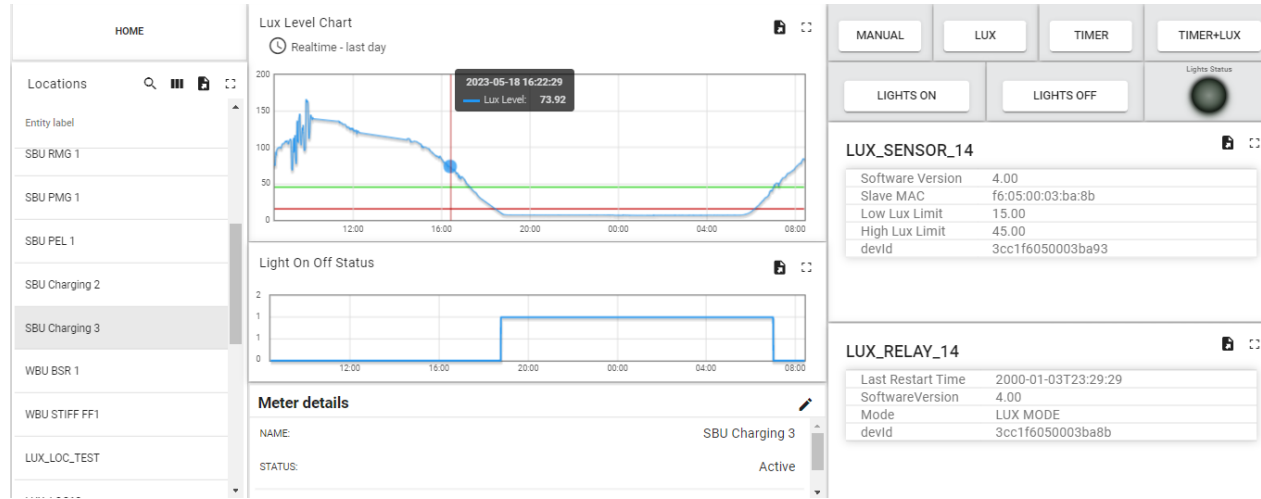 HOME
Locations
Entity label
SBU RMG 1
SBU PMG 1
SBU PEL 1
SBU Charging 2
SBU Charging 3
WBU BSR 1
WBU STIFF FF1
LUX_LOC_TEST
Lux Level Chart
Realtime - last day
200
150
100
50
0
2023-05-18 16:22:29
Lux Level: 73.92
12:00 16:00 20:00 00:00 04:00 08:00
Light On Off Status
2
1
1
0
12:00 16:00 20:00 00:00 04:00 08:00
Meter details
NAME: SBU Charging 3
STATUS: Active
MANUAL LUX TIMER TIMER+LUX
LIGHTS ON LIGHTS OFF
Lights Status
LUX_SENSOR_14
Software Version 4.00
Slave MAC f6:05:00:03:ba:8b
Low Lux Limit 15.00
High Lux Limit 45.00
devId 3cc1f6050003ba93
LUX_RELAY_14
Last Restart Time 2000-01-03T23:29:29
SoftwareVersion 4.00
Mode LUX MODE
devId 3cc1f6050003ba8b